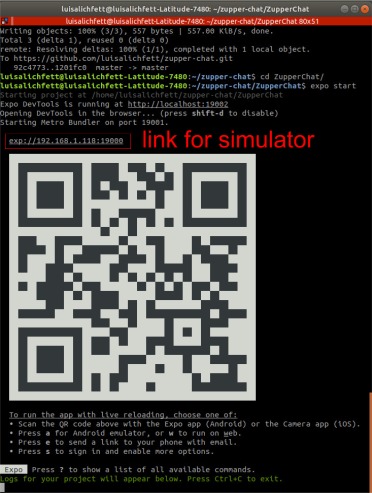 luisalichfett@luisalichfett-Latitude-7480: ~/zupper-chat/ZupperChat
luisalichfett@luisalichfett-Latitude-7480: ~/zupper-chat/ZupperChat 80x51
Writing objects: 100% (3/3), 557 bytes | 557.00 KiB/s, done.
Total 3 (delta 1), reused 0 (delta 0)
remote: Resolving deltas: 100% (1/1), completed with 1 local object.
To https://github.com/luisalichfett/zupper-chat.git
92c4773..1201fc0 master -> master
luisalichfett@luisalichfett-Latitude-7480:~/zupper-chat$ cd ZupperChat/
luisalichfett@luisalichfett-Latitude-7480:~/zupper-chat/ZupperChat$ expo start
Starting project at /home/luisalichfett/zupper-chat/ZupperChat
Expo DevTools is running at http://localhost:19002
Opening DevTools in the browser... (press shift-d to disable)
Starting Metro Bundler on port 19001.
exp://192.168.1.118:19000 link for simulator
To run the app with live reloading, choose one of:
• Scan the QR code above with the Expo app (Android) or the Camera app (iOS).
• Press a for Android emulator, or w to run on web.
• Press e to send a link to your phone with email.
• Press s to sign in and enable more options.
Expo Press ? to show a list of all available commands.
Logs for your project will appear below. Press Ctrl+C to exit.